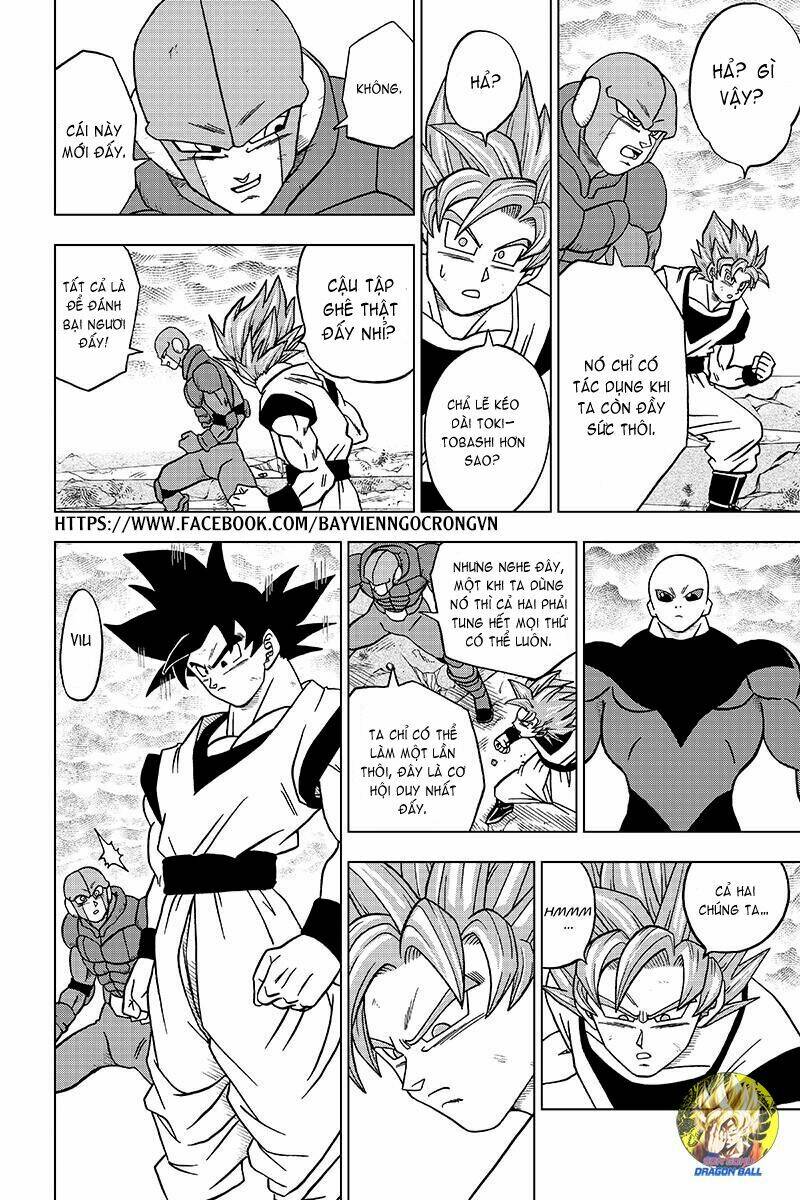 HẢ? GÌ
VẬY?
NÓ CHỈ CÓ
TÁC DỤNG KHI
TA CÒN ĐẦY
SỨC THÔI.
HẢ?
CHẢ LẼ KÉO
DÀI TOKI-
TOBASHI HƠN
SAO?
KHÔNG.
CÁI NÀY
MỚI ĐẤY.
CẬU TẬP
GHÊ THẬT
ĐẤY NHỈ?
TẤT CẢ LÀ
ĐỂ ĐÁNH
BẠI NGƯƠI
ĐẤY!
HTTPS://WWW.FACEBOOK.COM/BAYVIENNGOCRONGVN
NHƯNG NGHE ĐÂY,
MỘT KHI TA DÙNG
NÓ THÌ CẢ HAI PHẢI
TUNG HẾT MỌI THỨ
CÓ THỂ LUÔN.
TA CHỈ CÓ THỂ
LÀM MỘT LẦN
THÔI, ĐÂY LÀ CƠ
HỘI DUY NHẤT
ĐẤY.
VIU
CẢ HAI
CHÚNG TA...
HMMM
...
DRAGON BALL